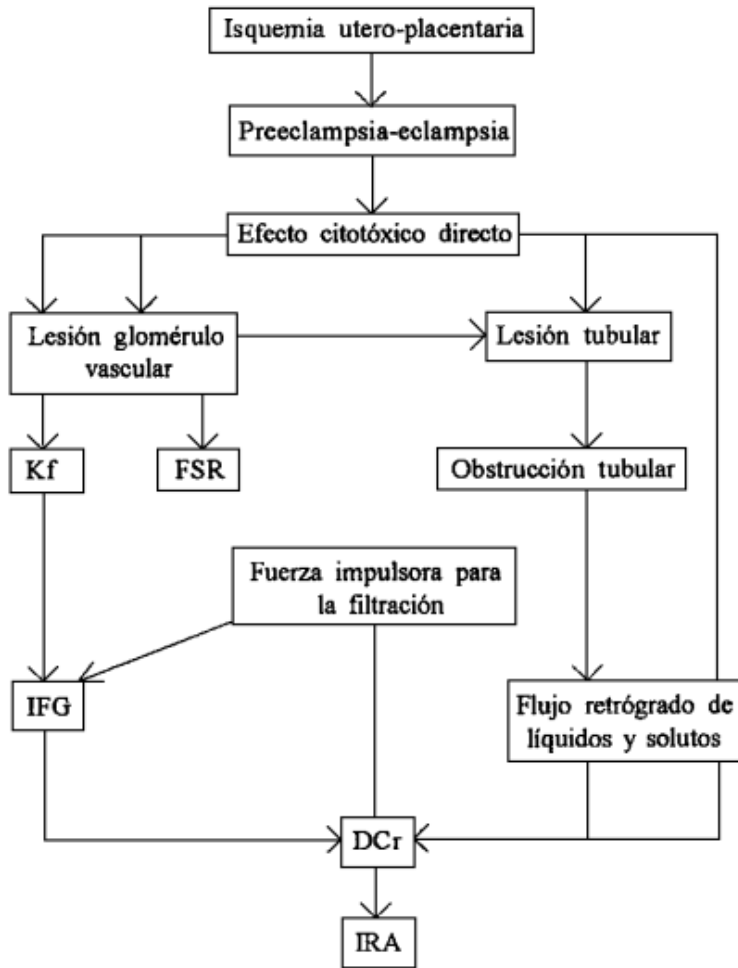 Isquemia utero-placentaria
Preeclampsia-eclampsia
Efecto citotóxico directo
Lesión glomérulo
vascular
Lesión tubular
Kf
FSR
Obstrucción tubular
Fuerza impulsora para
la filtración
IFG
Flujo retrógrado de
líquidos y solutos
DCr
IRA